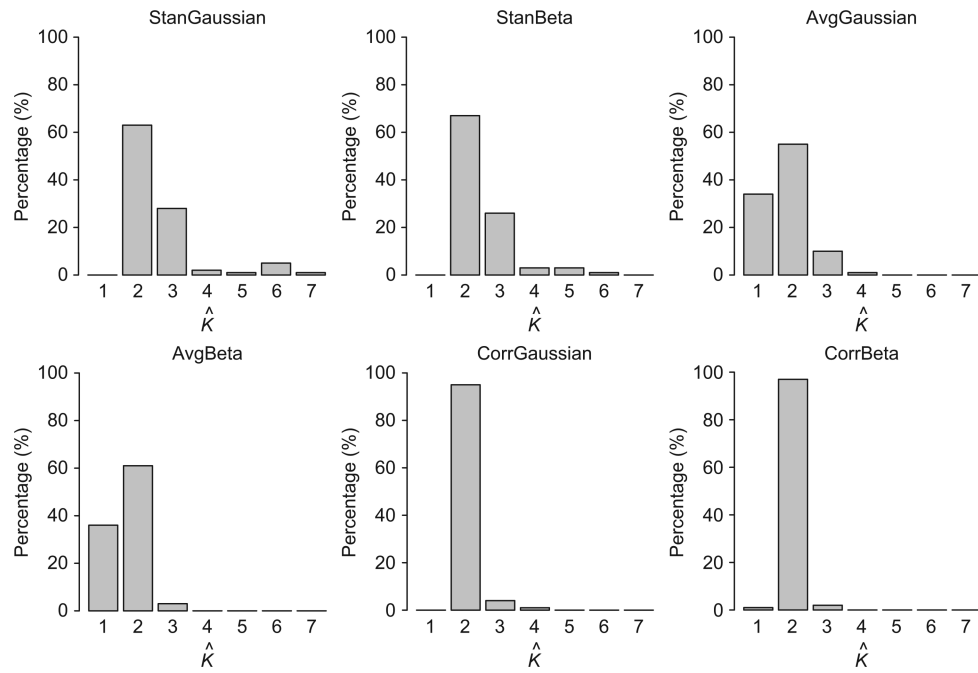 StanGaussian
Percentage (%)
100
80
60
40
20
0
1 2 3 4 5 6 7
K̂
StanBeta
Percentage (%)
100
80
60
40
20
0
1 2 3 4 5 6 7
K̂
AvgGaussian
Percentage (%)
100
80
60
40
20
0
1 2 3 4 5 6 7
K̂
AvgBeta
Percentage (%)
100
80
60
40
20
0
1 2 3 4 5 6 7
K̂
CorrGaussian
Percentage (%)
100
80
60
40
20
0
1 2 3 4 5 6 7
K̂
CorrBeta
Percentage (%)
100
80
60
40
20
0
1 2 3 4 5 6 7
K̂